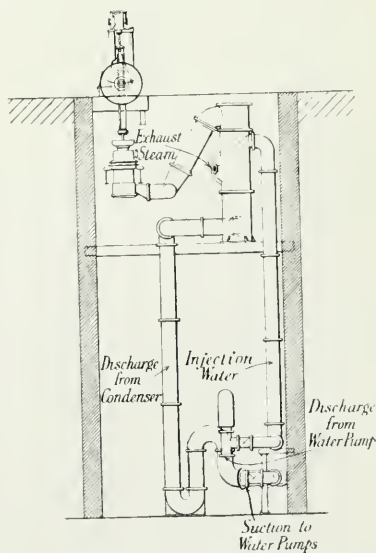 Exhaust
Steam
Discharge
from
Condenser
Injection
Water
Discharge
from
Water Pump
Suction to
Water Pumps